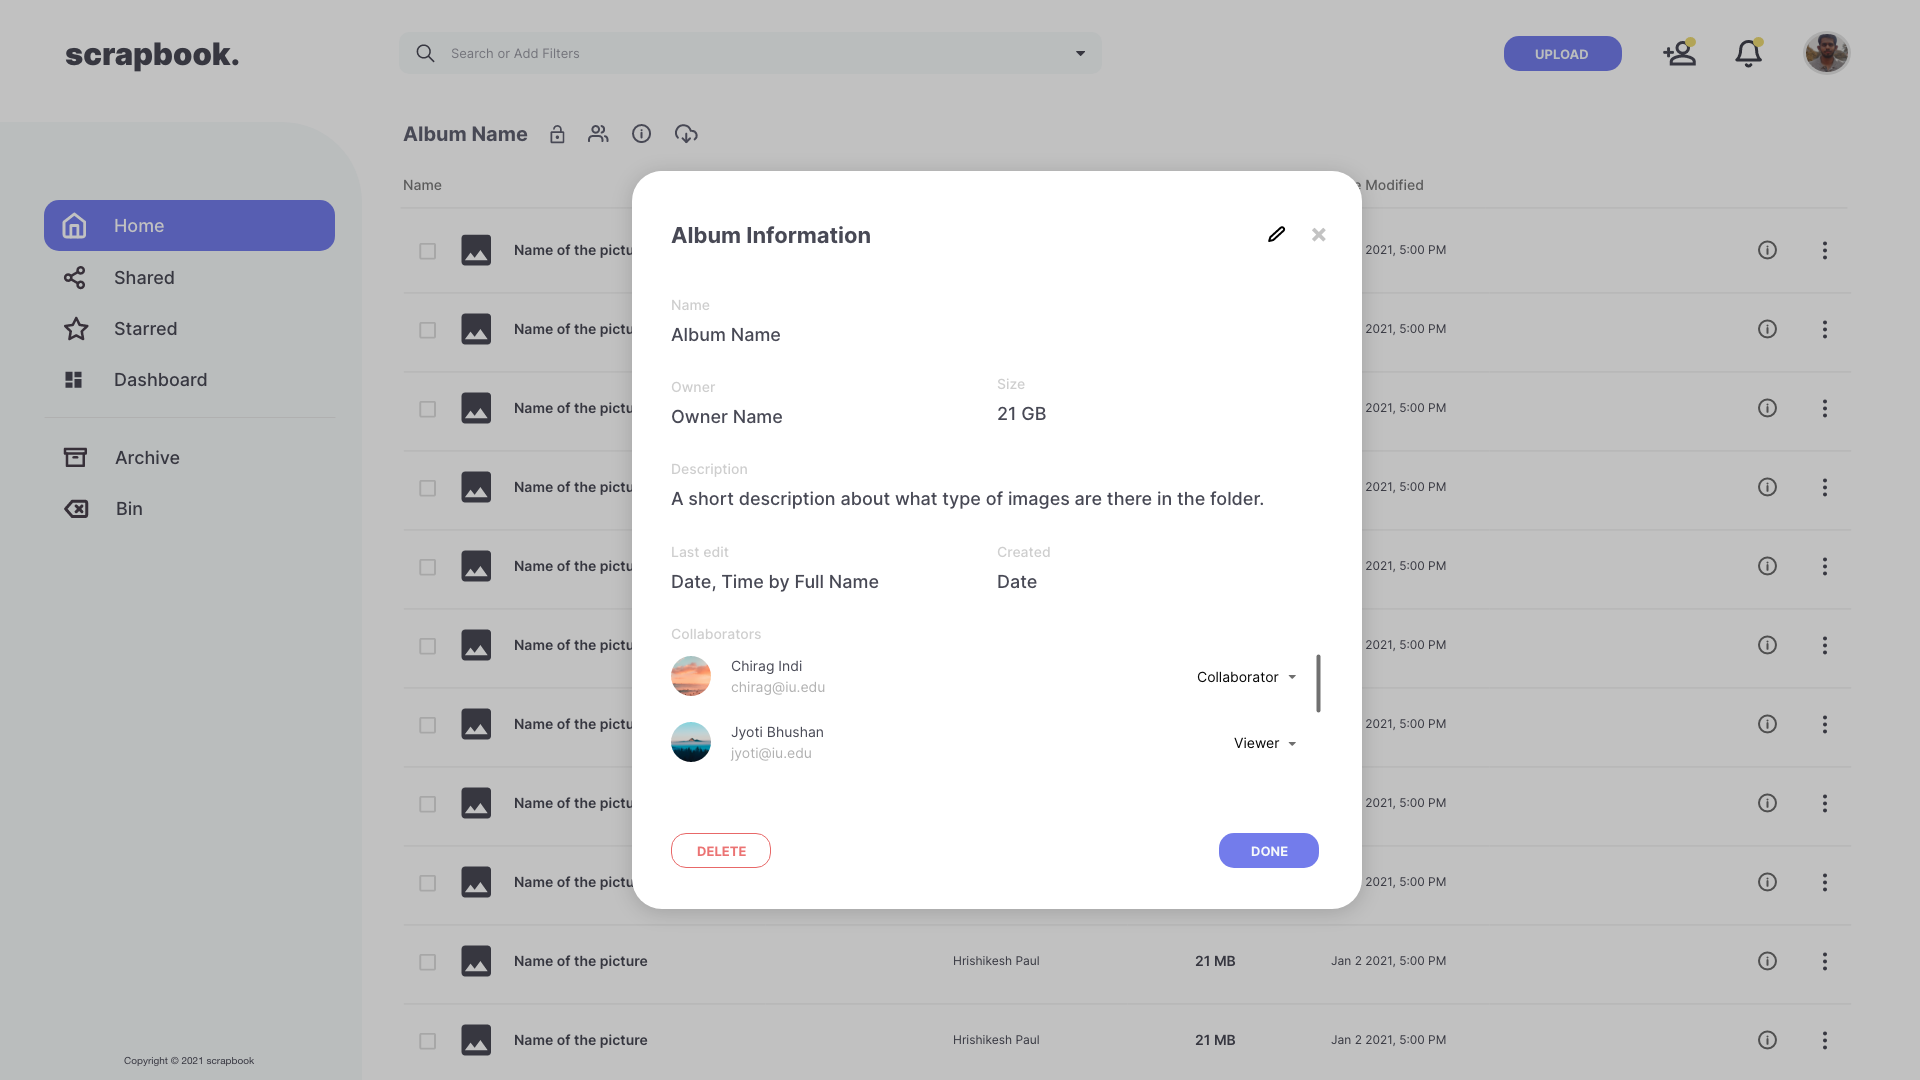 scrapbook.
Search or Add Filters
UPLOAD
Album Name
Name
Modified
Home
Shared
Starred
Dashboard
Archive
Bin
Album Information
Name
Album Name
Owner
Owner Name
Size
21 GB
Description
A short description about what type of images are there in the folder.
Last edit
Date, Time by Full Name
Created
Date
Collaborators
Chirag Indi
chirag@iu.edu
Collaborator
Jyoti Bhushan
jyoti@iu.edu
Viewer
DELETE
DONE
Name of the pictu 2021, 5:00 PM
Name of the pictu 2021, 5:00 PM
Name of the pictu 2021, 5:00 PM
Name of the pictu 2021, 5:00 PM
Name of the pictu 2021, 5:00 PM
Name of the pictu 2021, 5:00 PM
Name of the pictu 2021, 5:00 PM
Name of the pictu 2021, 5:00 PM
Name of the pictu 2021, 5:00 PM
Name of the picture Hrishikesh Paul 21 MB Jan 2 2021, 5:00 PM
Name of the picture Hrishikesh Paul 21 MB Jan 2 2021, 5:00 PM
Copyright © 2021 scrapbook